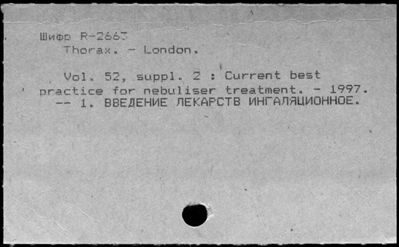 Шифр R-2663
Thorax. - London.
Vol. 52, suppl. 2 : Current best
practice for nebuliser treatment. - 1997.
-- 1. ВВЕДЕНИЕ ЛЕКАРСТВ ИНГАЛЯЦИОННОЕ.